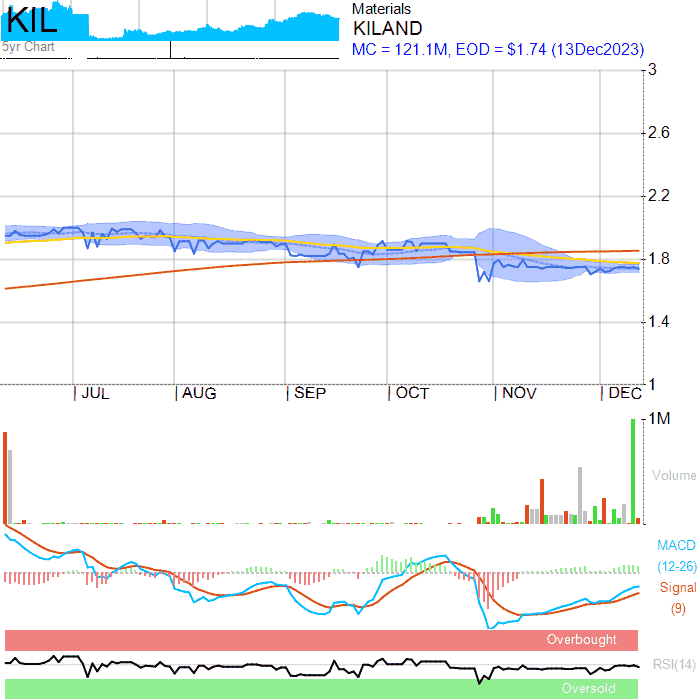 KIL
5yr Chart
Materials
KILAND
MC = 121.1M, EOD = $1.74 (13Dec2023)
3
2.6
2.2
1.8
1.4
1
JUL
AUG
SEP
OCT
NOV
DEC
1M
Volume
MACD
(12-26)
Signal
(9)
Overbought
RSI(14)
Oversold